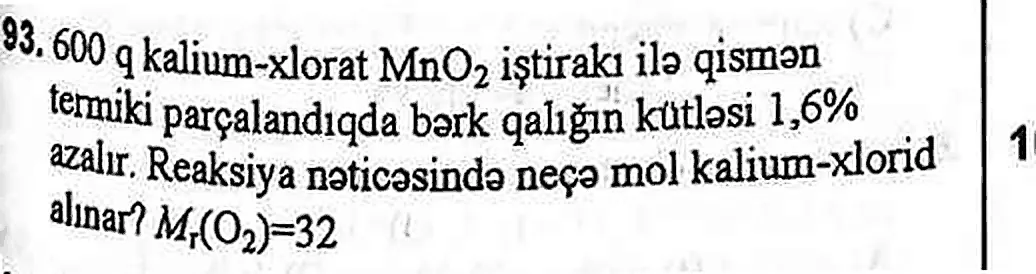 93. 600 q kalium-xlorat MnO₂ iştirakı ilə qismən
termiki parçalandıqda bərk qalığın kütləsi 1,6%
azalır. Reaksiya nəticəsində neçə mol kalium-xlorid
alınar? Mᵣ(O₂)=32